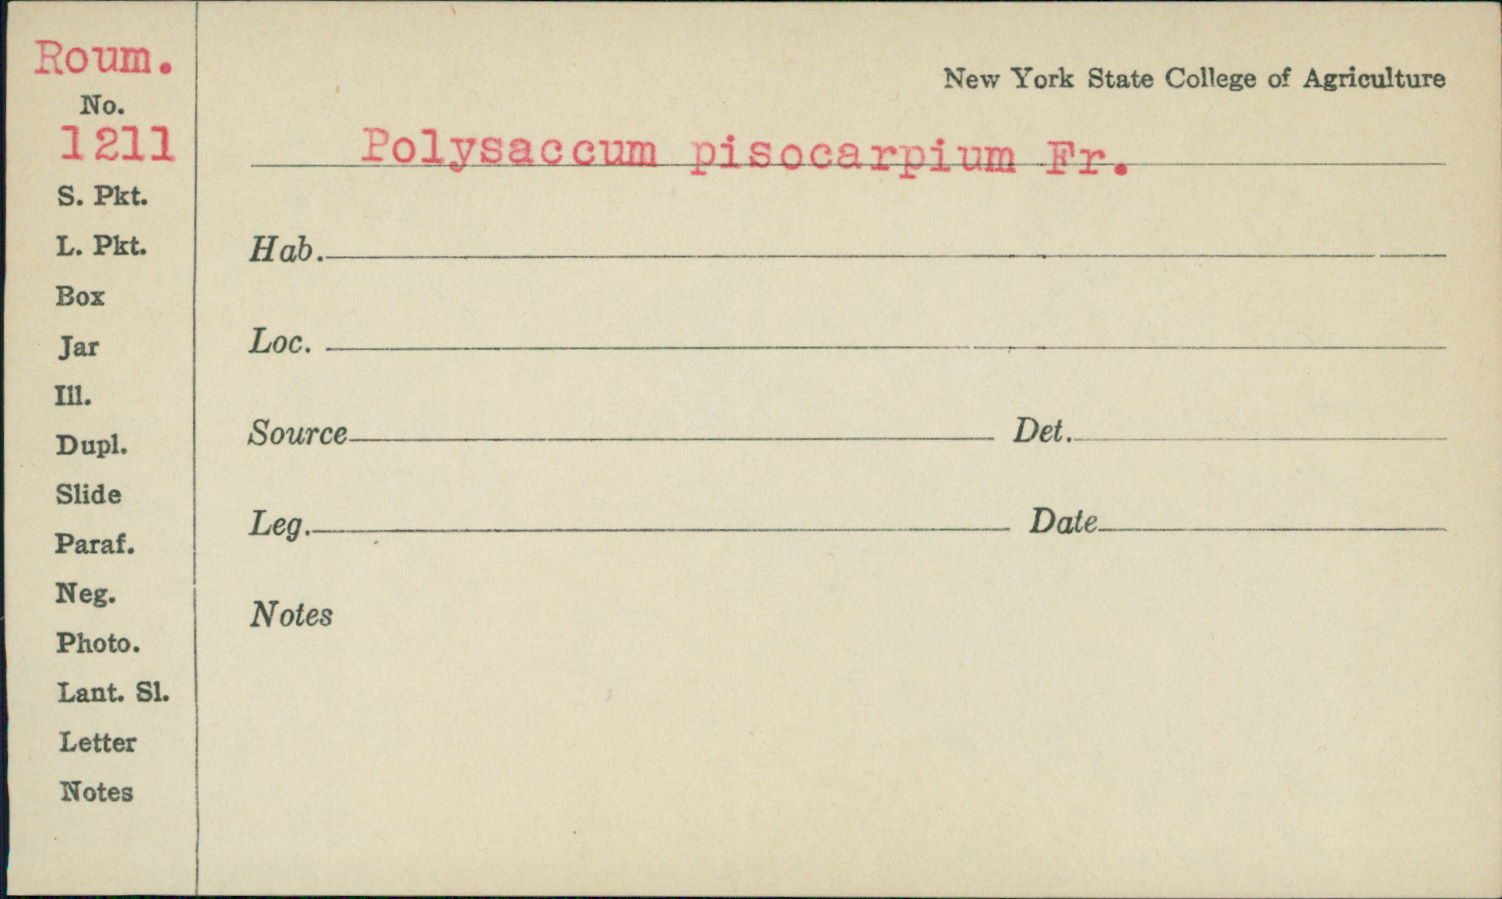 Roum.
No.
1211
S. Pkt.
L. Pkt.
Box
Jar
Ill.
Dupl.
Slide
Paraf.
Neg.
Photo.
Lant. Sl.
Letter
Notes
New York State College of Agriculture
Polysaccum pisocarpium Fr.
Hab.
Loc.
Source Det.
Leg. Date
Notes